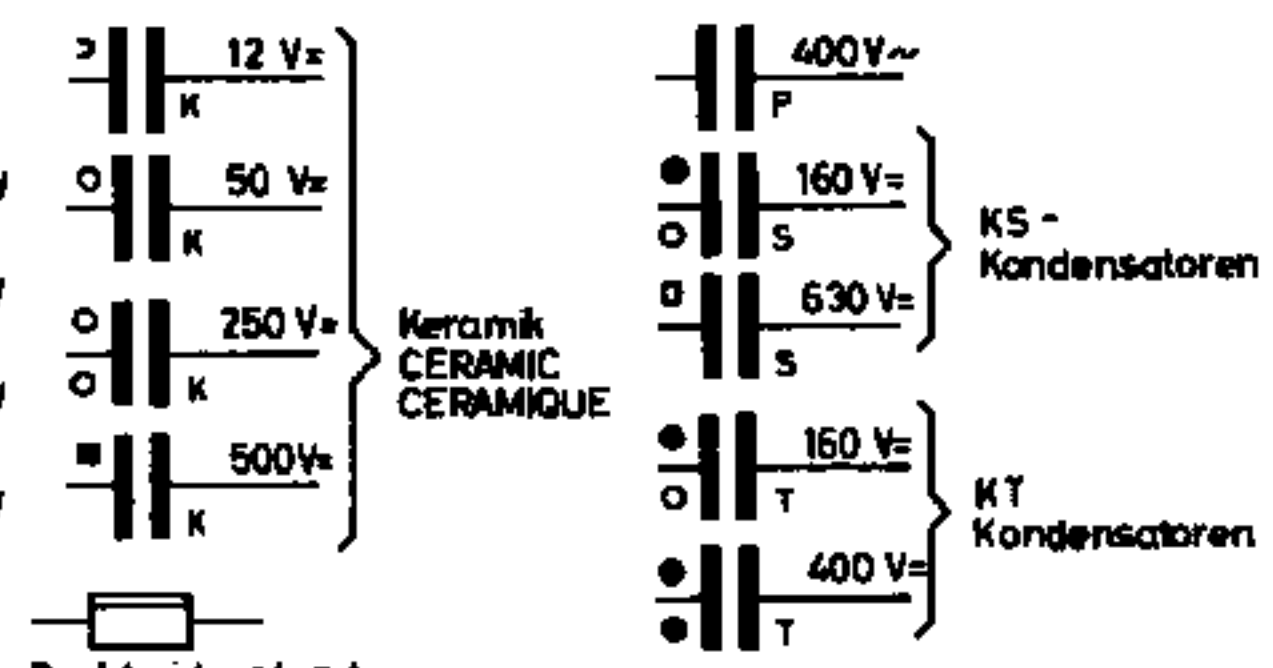 12 V=
K
50 V=
K
250 V=
K
500V=
K
Keramik
CERAMIC
CERAMIQUE
400V~
P
160 V=
S
630 V=
S
KS -
Kondensatoren
160 V=
T
400 V=
T
KT
Kondensatoren